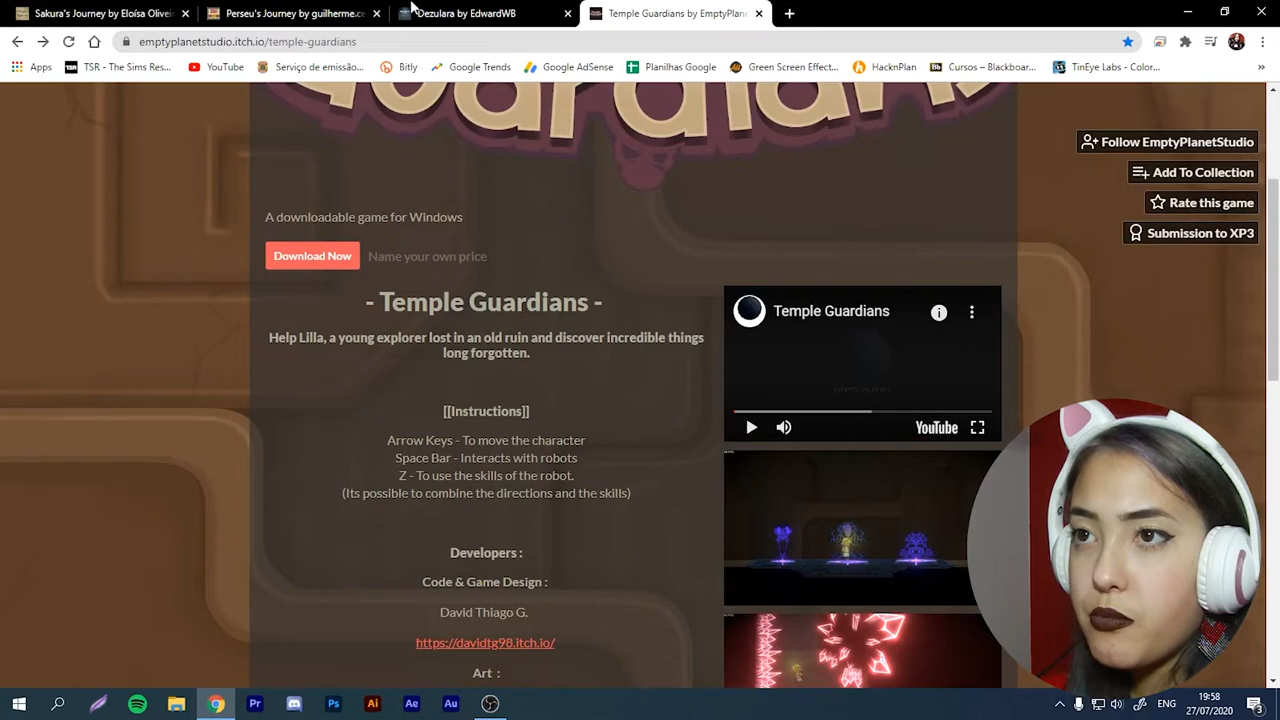 Sakura's Journey by Eloísa Oliveir
Perseu's Journey by guilherme.co
Dezulara by EdwardWB
Temple Guardians by EmptyPlane
emptyplanetstudio.itch.io/temple-guardians
Apps
TSR - The Sims Res...
YouTube
Serviço de emissão...
Bitly
Google Trends
Google AdSense
Planilhas Google
Green Screen Effect...
HacknPlan
Cursos – Blackboar...
TinEye Labs - Color...
Guardians
Follow EmptyPlanetStudio
Add To Collection
Rate this game
Submission to XP3
A downloadable game for Windows
Download Now Name your own price
- Temple Guardians -
Help Lilla, a young explorer lost in an old ruin and discover incredible things
long forgotten.
[[Instructions]]
Arrow Keys - To move the character
Space Bar - Interacts with robots
Z - To use the skills of the robot.
(Its possible to combine the directions and the skills)
Developers :
Code & Game Design :
David Thiago G.
https://davidtg98.itch.io/
Art :
Temple Guardians
YouTube
ENG
19:58
27/07/2020